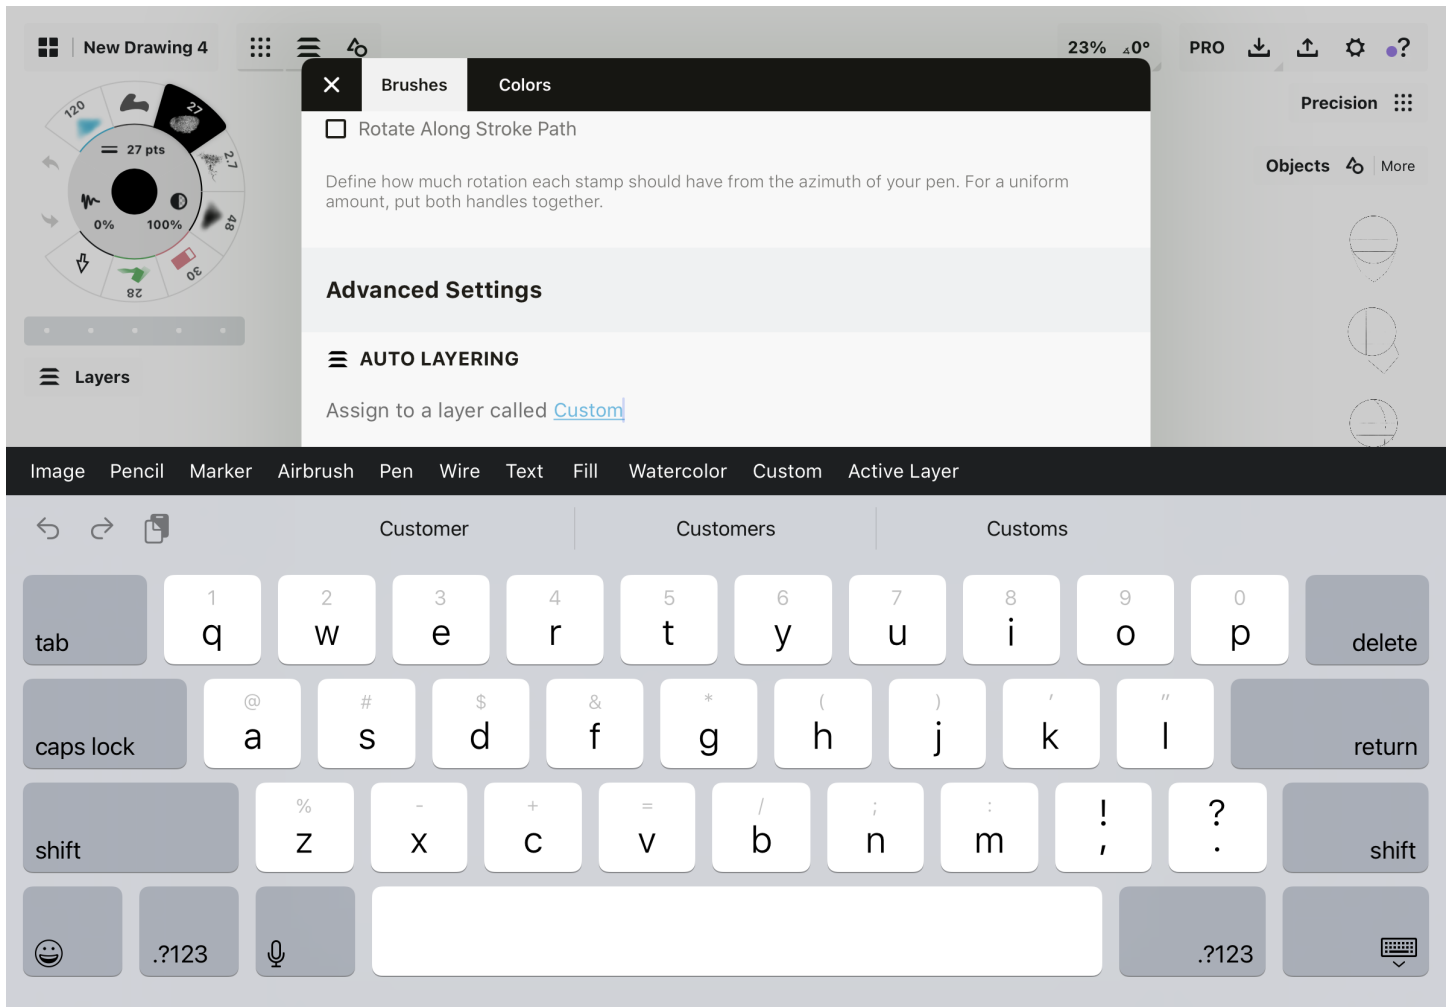 New Drawing 4
23% ⊿0°
PRO
?
Brushes
Colors
Precision
Objects
More
120
27
2.7
48
30
28
27 pts
0%
100%
Layers
Rotate Along Stroke Path
Define how much rotation each stamp should have from the azimuth of your pen. For a uniform
amount, put both handles together.
Advanced Settings
AUTO LAYERING
Assign to a layer called Custom
Image Pencil Marker Airbrush Pen Wire Text Fill Watercolor Custom Active Layer
Customer Customers Customs
1 2 3 4 5 6 7 8 9 0
tab q w e r t y u i o p delete
@ # $ & * ( ) ' "
caps lock a s d f g h j k l return
% - + = / ; : ! ?
shift z x c v b n m , . shift
.?123 .?123